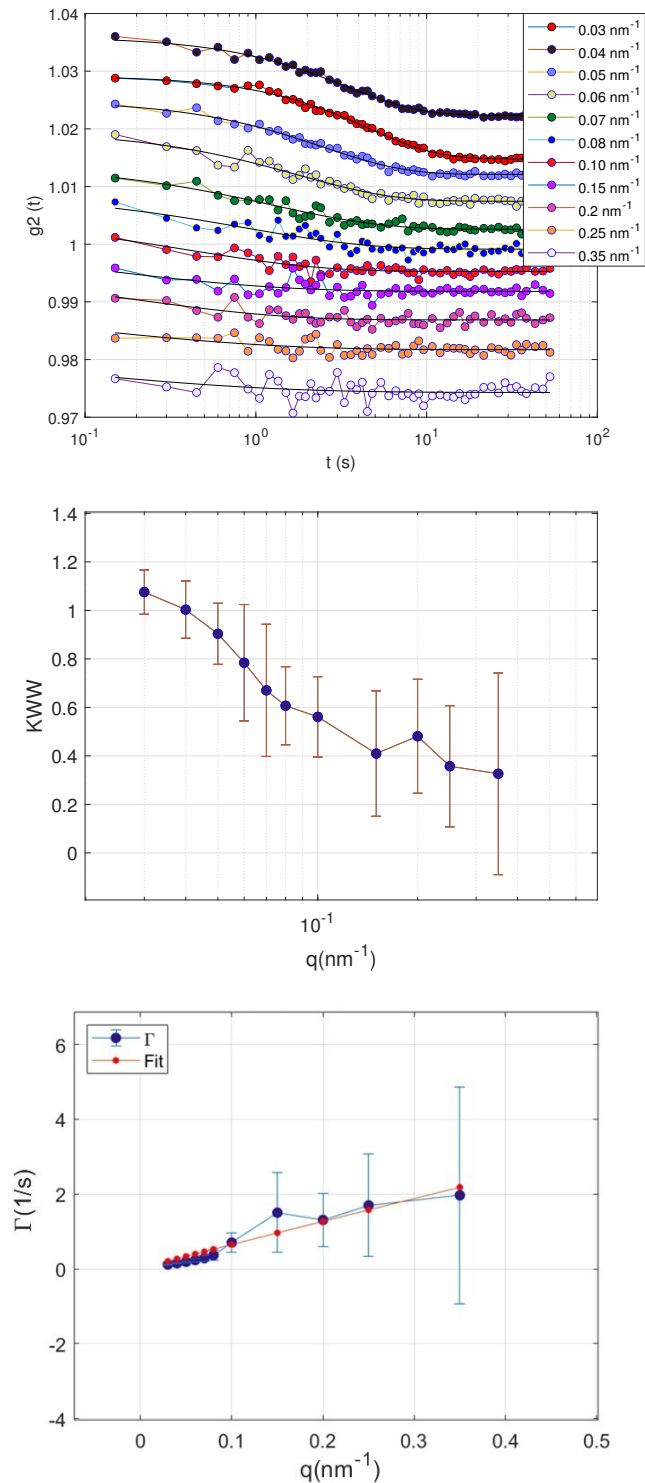 1.04
1.03
1.02
1.01
1
0.99
0.98
0.97
g2 (t)
10⁻¹
10⁰
10¹
10²
t (s)
0.03 nm⁻¹
0.04 nm⁻¹
0.05 nm⁻¹
0.06 nm⁻¹
0.07 nm⁻¹
0.08 nm⁻¹
0.10 nm⁻¹
0.15 nm⁻¹
0.2 nm⁻¹
0.25 nm⁻¹
0.35 nm⁻¹
1.4
1.2
1
0.8
0.6
0.4
0.2
0
KWW
10⁻¹
q(nm⁻¹)
Γ
Fit
6
4
2
0
-2
-4
Γ(1/s)
0
0.1
0.2
0.3
0.4
0.5
q(nm⁻¹)